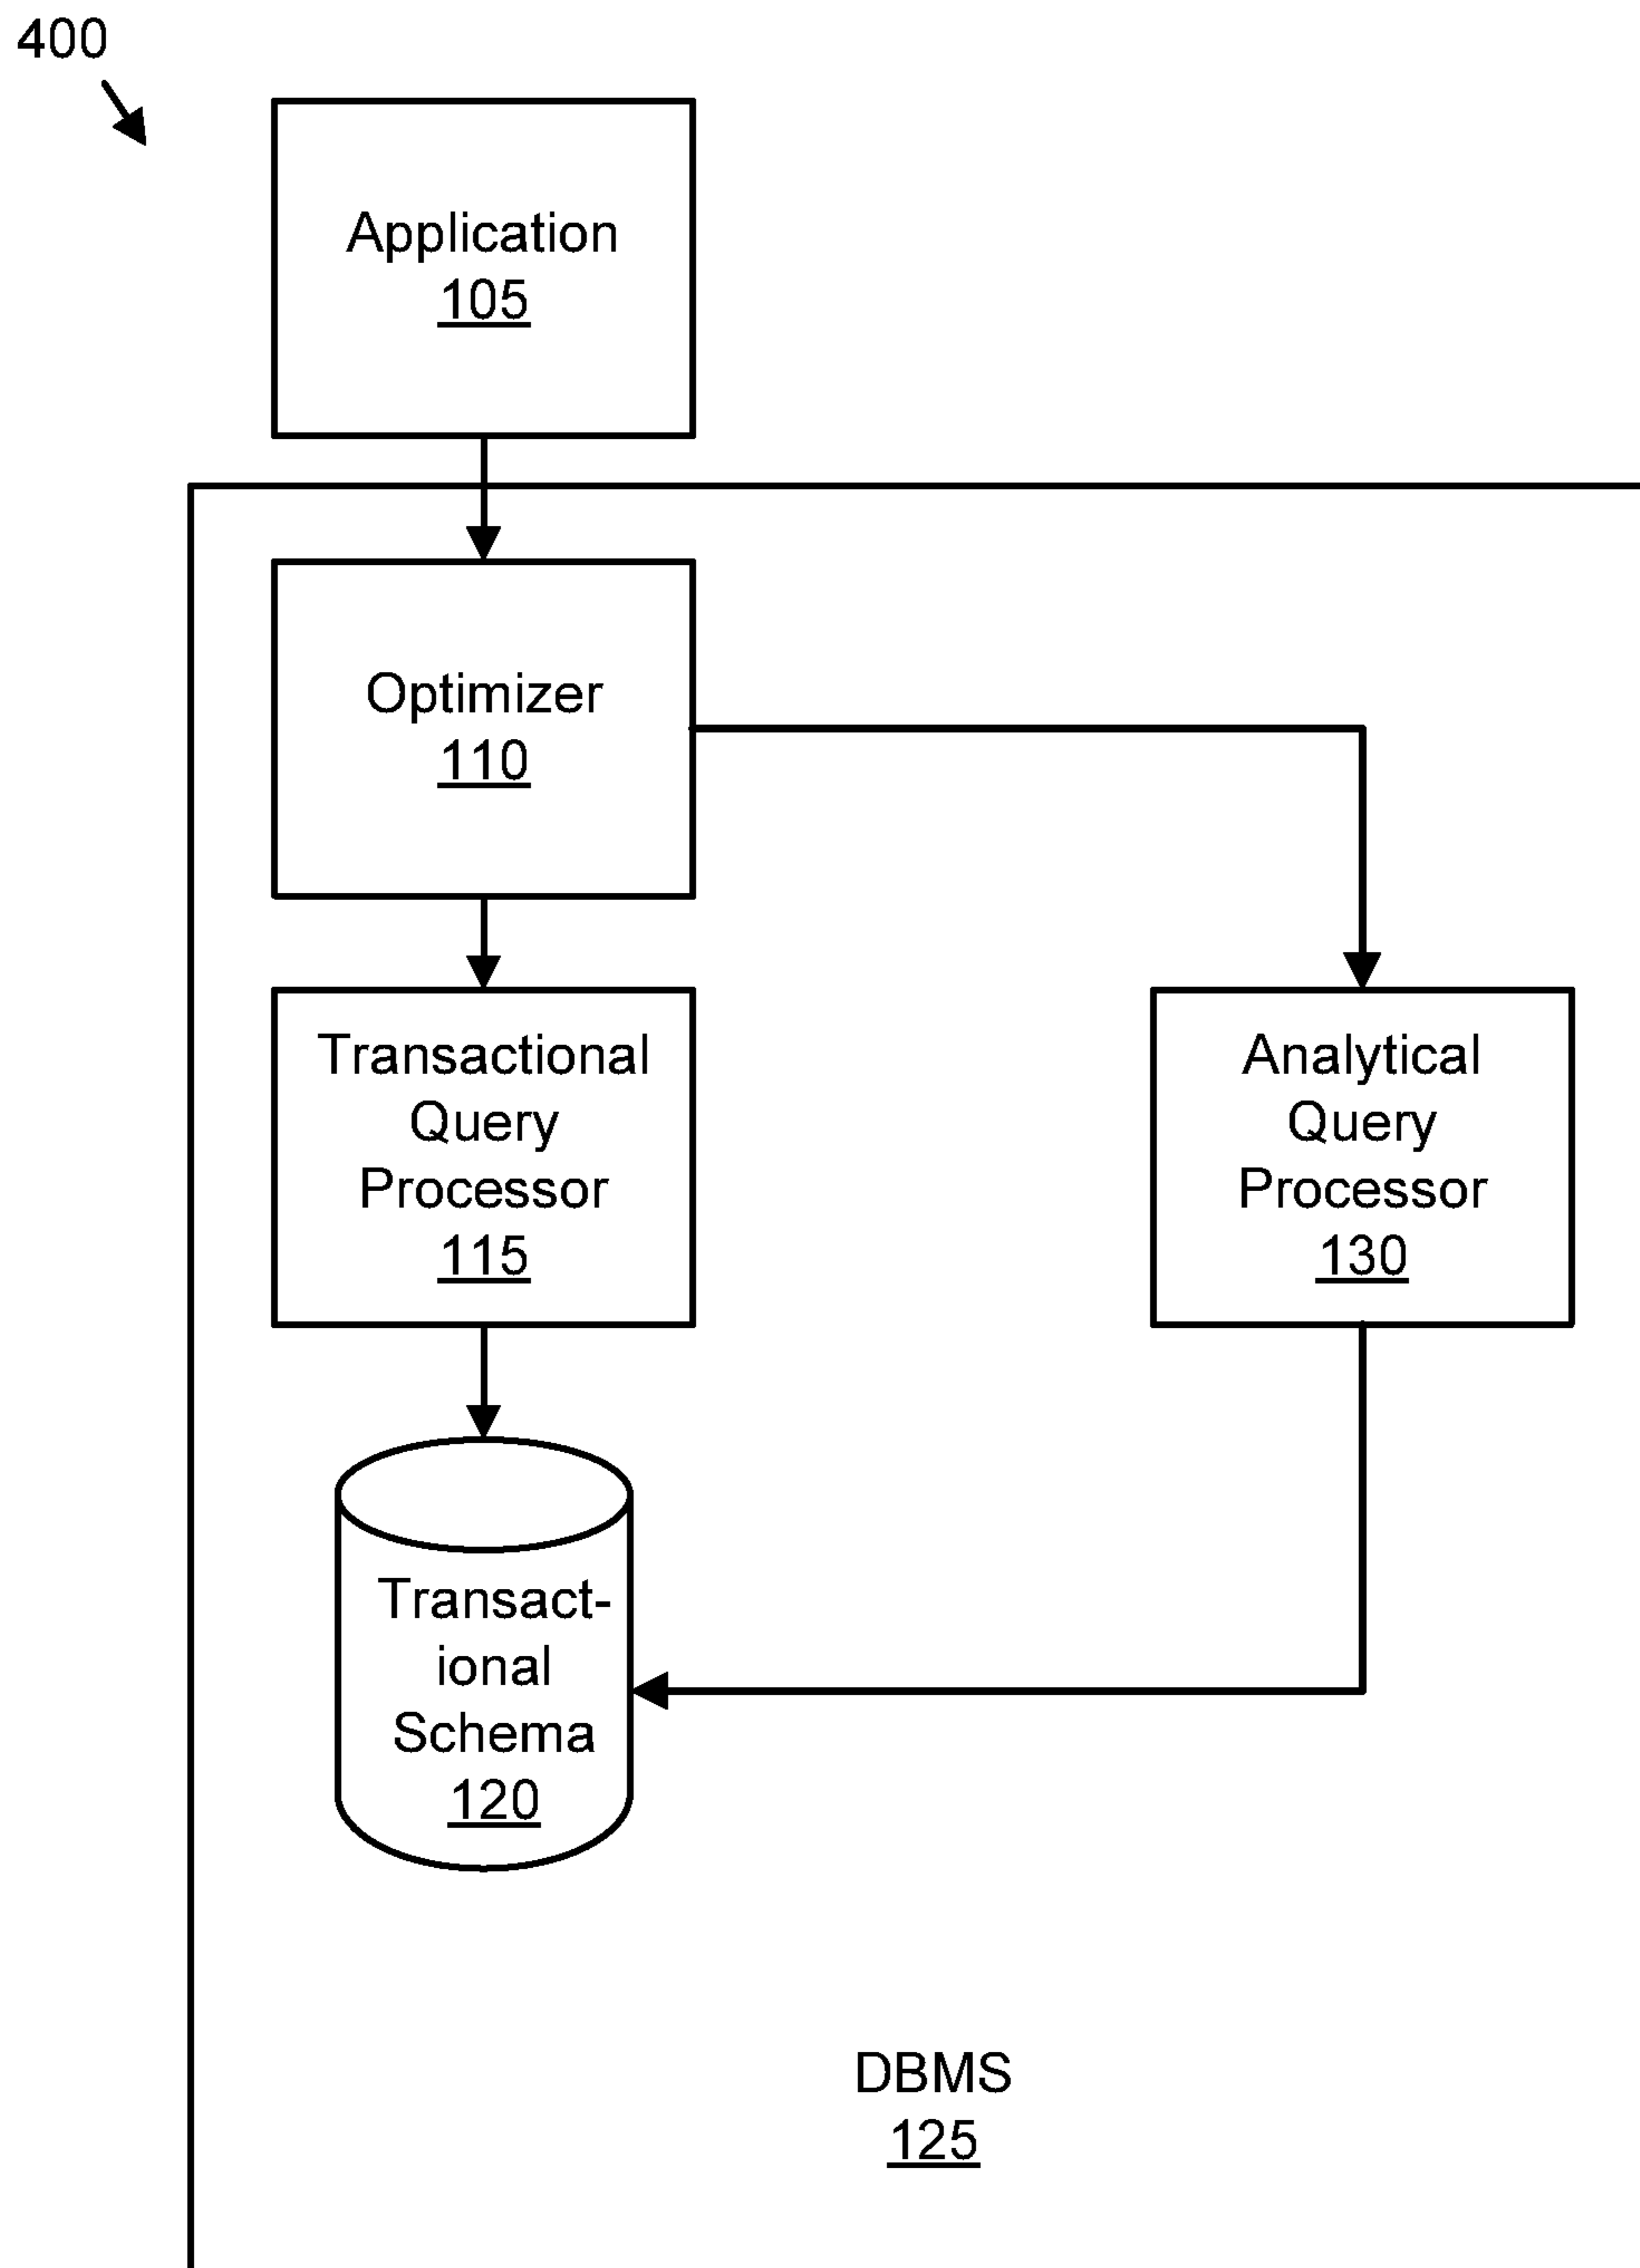 400
Application
105
Optimizer
110
Transactional
Query
Processor
115
Analytical
Query
Processor
130
Transact-
ional
Schema
120
DBMS
125